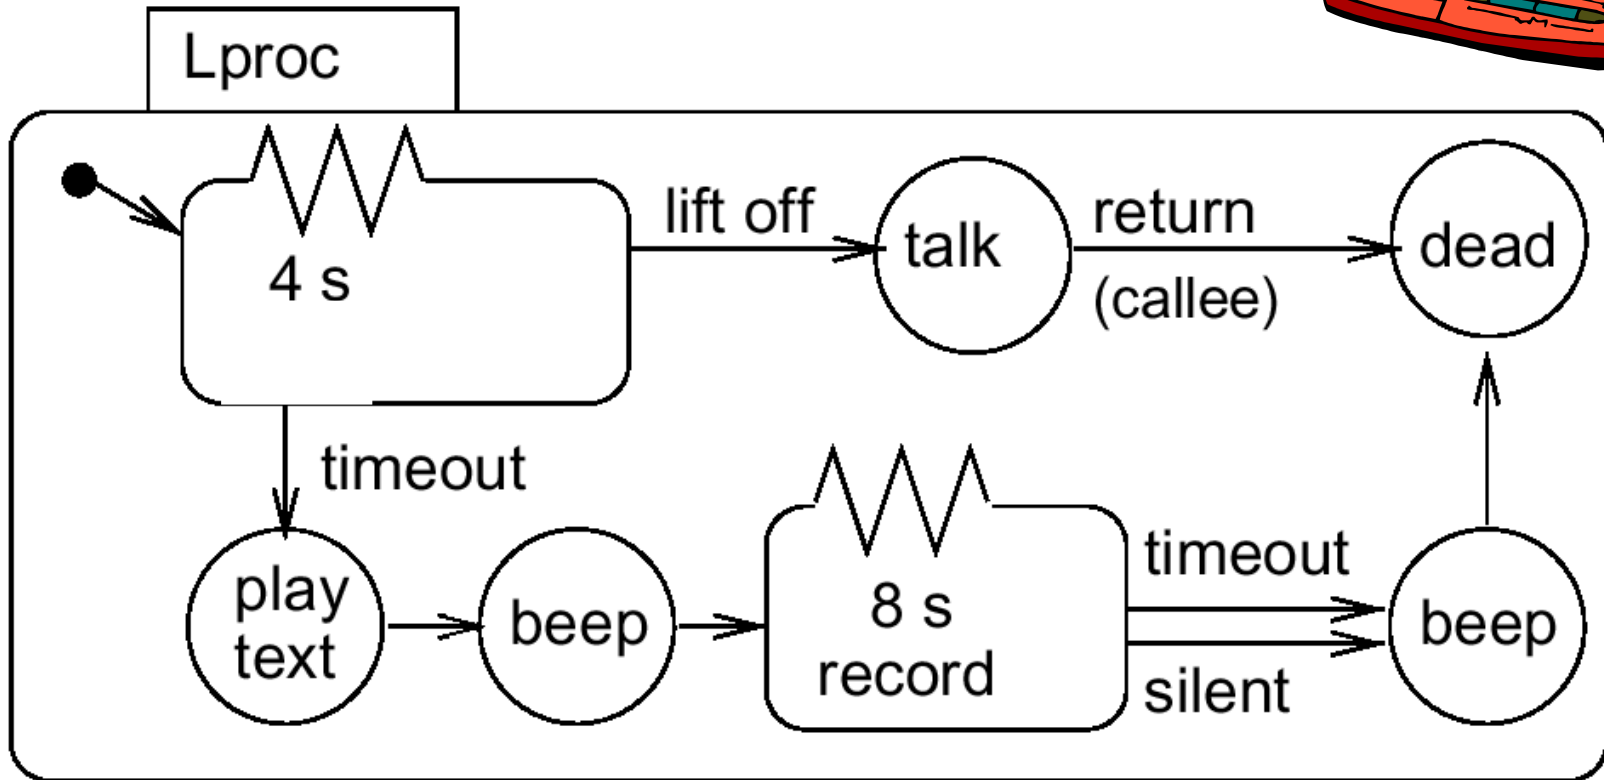 Lproc
4 s
lift off
talk
return
(callee)
dead
timeout
play
text
beep
8 s
record
timeout
silent
beep